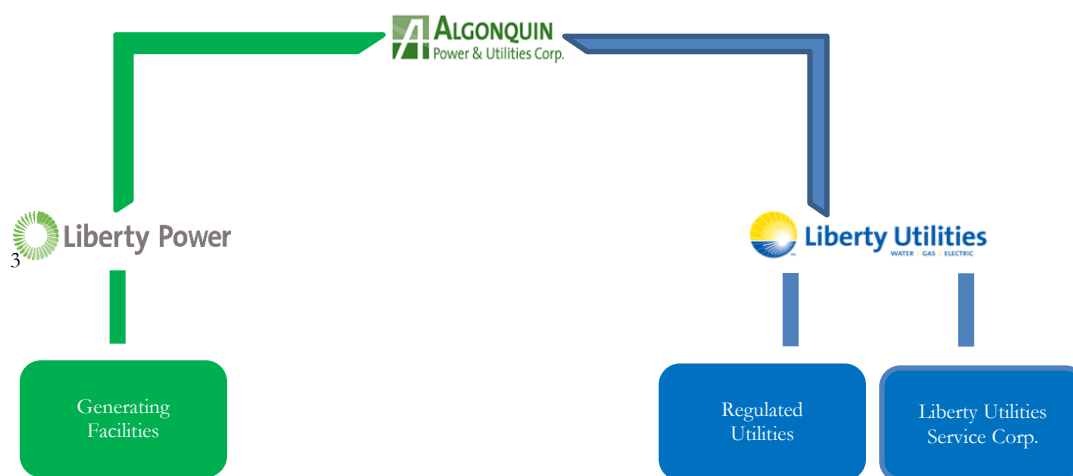 ALGONQUIN
Power & Utilities Corp.
Liberty Power
3
Liberty Utilities
WATER | GAS | ELECTRIC
Generating
Facilities
Regulated
Utilities
Liberty Utilities
Service Corp.